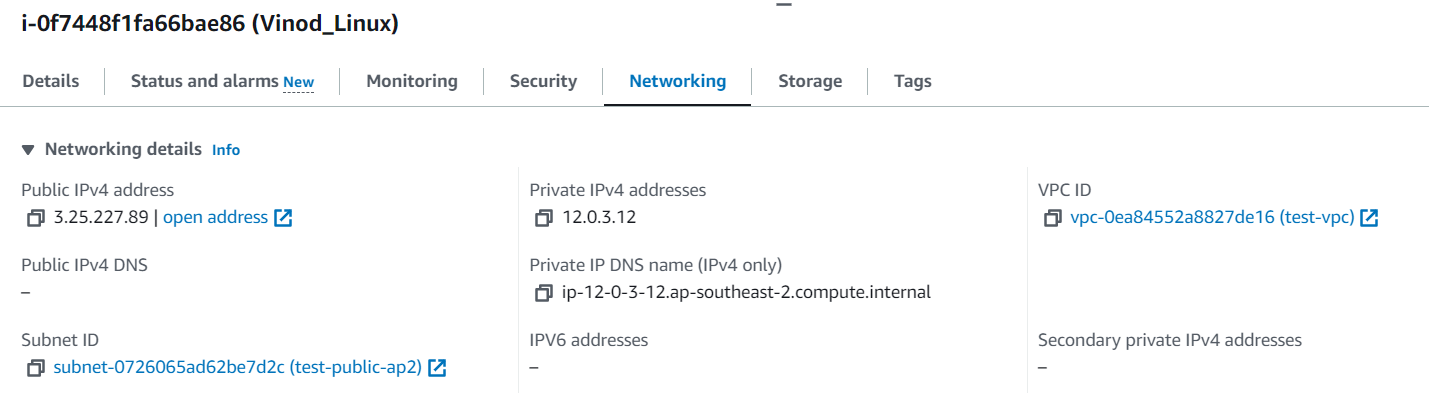 i-0f7448f1fa66bae86 (Vinod_Linux)
Details
Status and alarms New
Monitoring
Security
Networking
Storage
Tags
Networking details Info
Public IPv4 address
3.25.227.89 | open address
Private IPv4 addresses
12.0.3.12
VPC ID
vpc-0ea84552a8827de16 (test-vpc)
Public IPv4 DNS
–
Private IP DNS name (IPv4 only)
ip-12-0-3-12.ap-southeast-2.compute.internal
Subnet ID
subnet-0726065ad62be7d2c (test-public-ap2)
IPV6 addresses
–
Secondary private IPv4 addresses
–